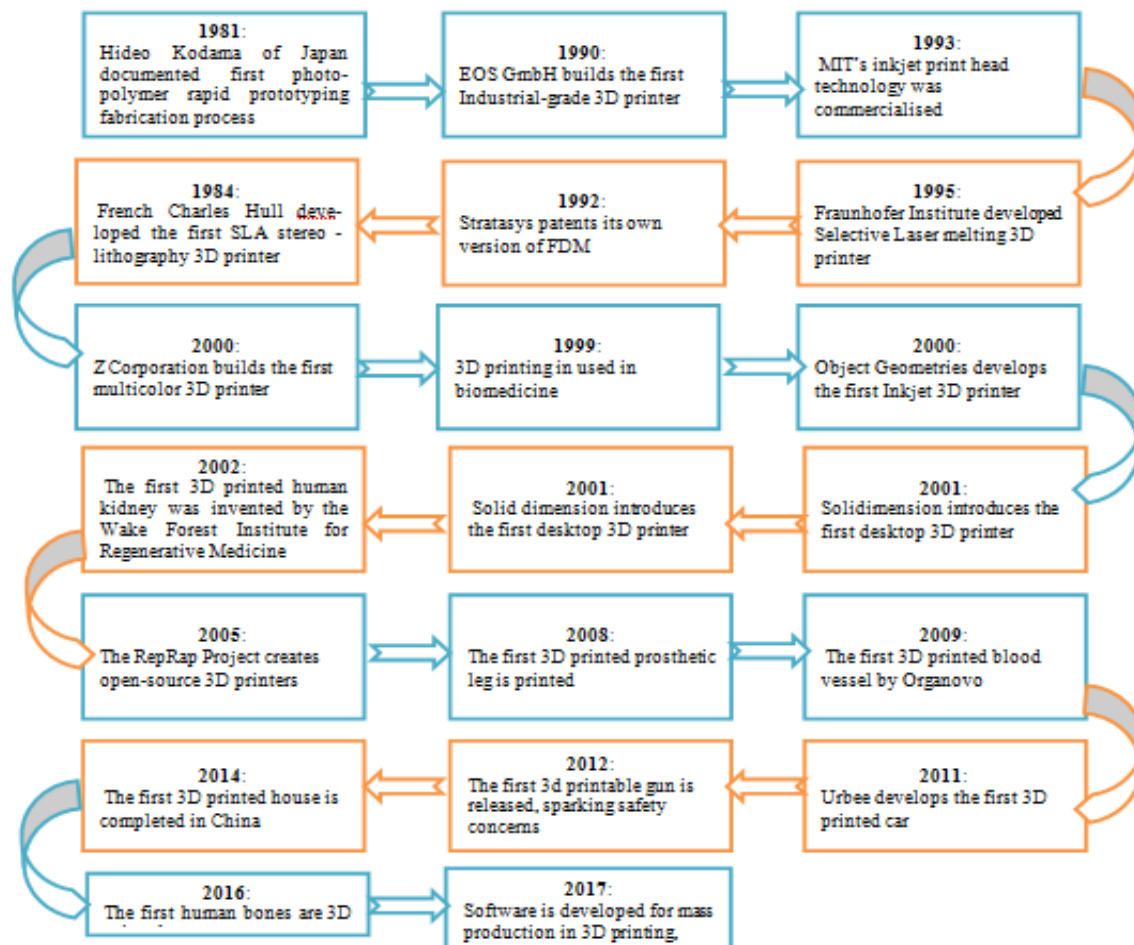 1981:
Hideo Kodama of Japan
documented first photo-
polymer rapid prototyping
fabrication process
1990:
EOS GmbH builds the first
Industrial-grade 3D printer
1993:
MIT's inkjet print head
technology was
commercialised
1995:
Fraunhofer Institute developed
Selective Laser melting 3D
printer
1992:
Stratasys patents its own
version of FDM
1984:
French Charles Hull deve-
loped the first SLA stereo -
lithography 3D printer
2000:
Z Corporation builds the first
multicolor 3D printer
1999:
3D printing in used in
biomedicine
2000:
Object Geometries develops
the first Inkjet 3D printer
2001:
Solidimension introduces the
first desktop 3D printer
2001:
Solid dimension introduces
the first desktop 3D printer
2002:
The first 3D printed human
kidney was invented by the
Wake Forest Institute for
Regenerative Medicine
2005:
The RepRap Project creates
open-source 3D printers
2008:
The first 3D printed prosthetic
leg is printed
2009:
The first 3D printed blood
vessel by Organovo
2011:
Urbee develops the first 3D
printed car
2012:
The first 3d printable gun is
released, sparking safety
concerns
2014:
The first 3D printed house is
completed in China
2016:
The first human bones are 3D
2017:
Software is developed for mass
production in 3D printing,